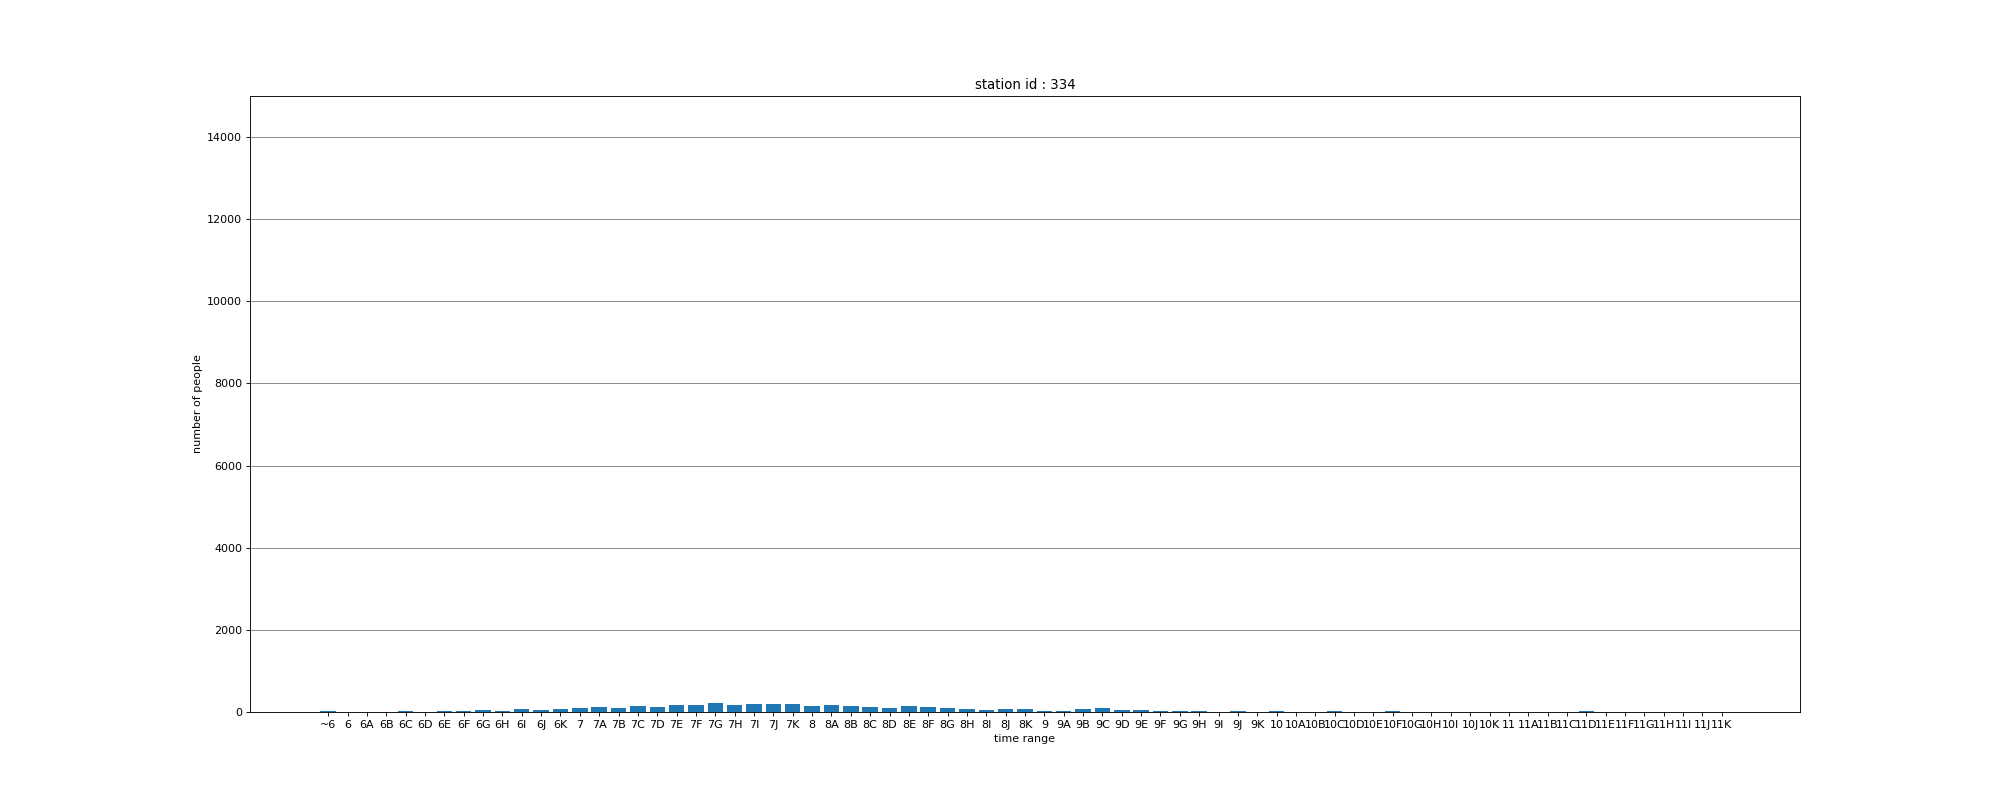 station id : 334
14000
12000
10000
8000
6000
4000
2000
0
number of people
~6 6 6A 6B 6C 6D 6E 6F 6G 6H 6I 6J 6K 7 7A 7B 7C 7D 7E 7F 7G 7H 7I 7J 7K 8 8A 8B 8C 8D 8E 8F 8G 8H 8I 8J 8K 9 9A 9B 9C 9D 9E 9F 9G 9H 9I 9J 9K 10 10A 10B 10C 10D 10E 10F 10G 10H 10I 10J 10K 11 11A 11B 11C 11D 11E 11F 11G 11H 11I 11J 11K
time range